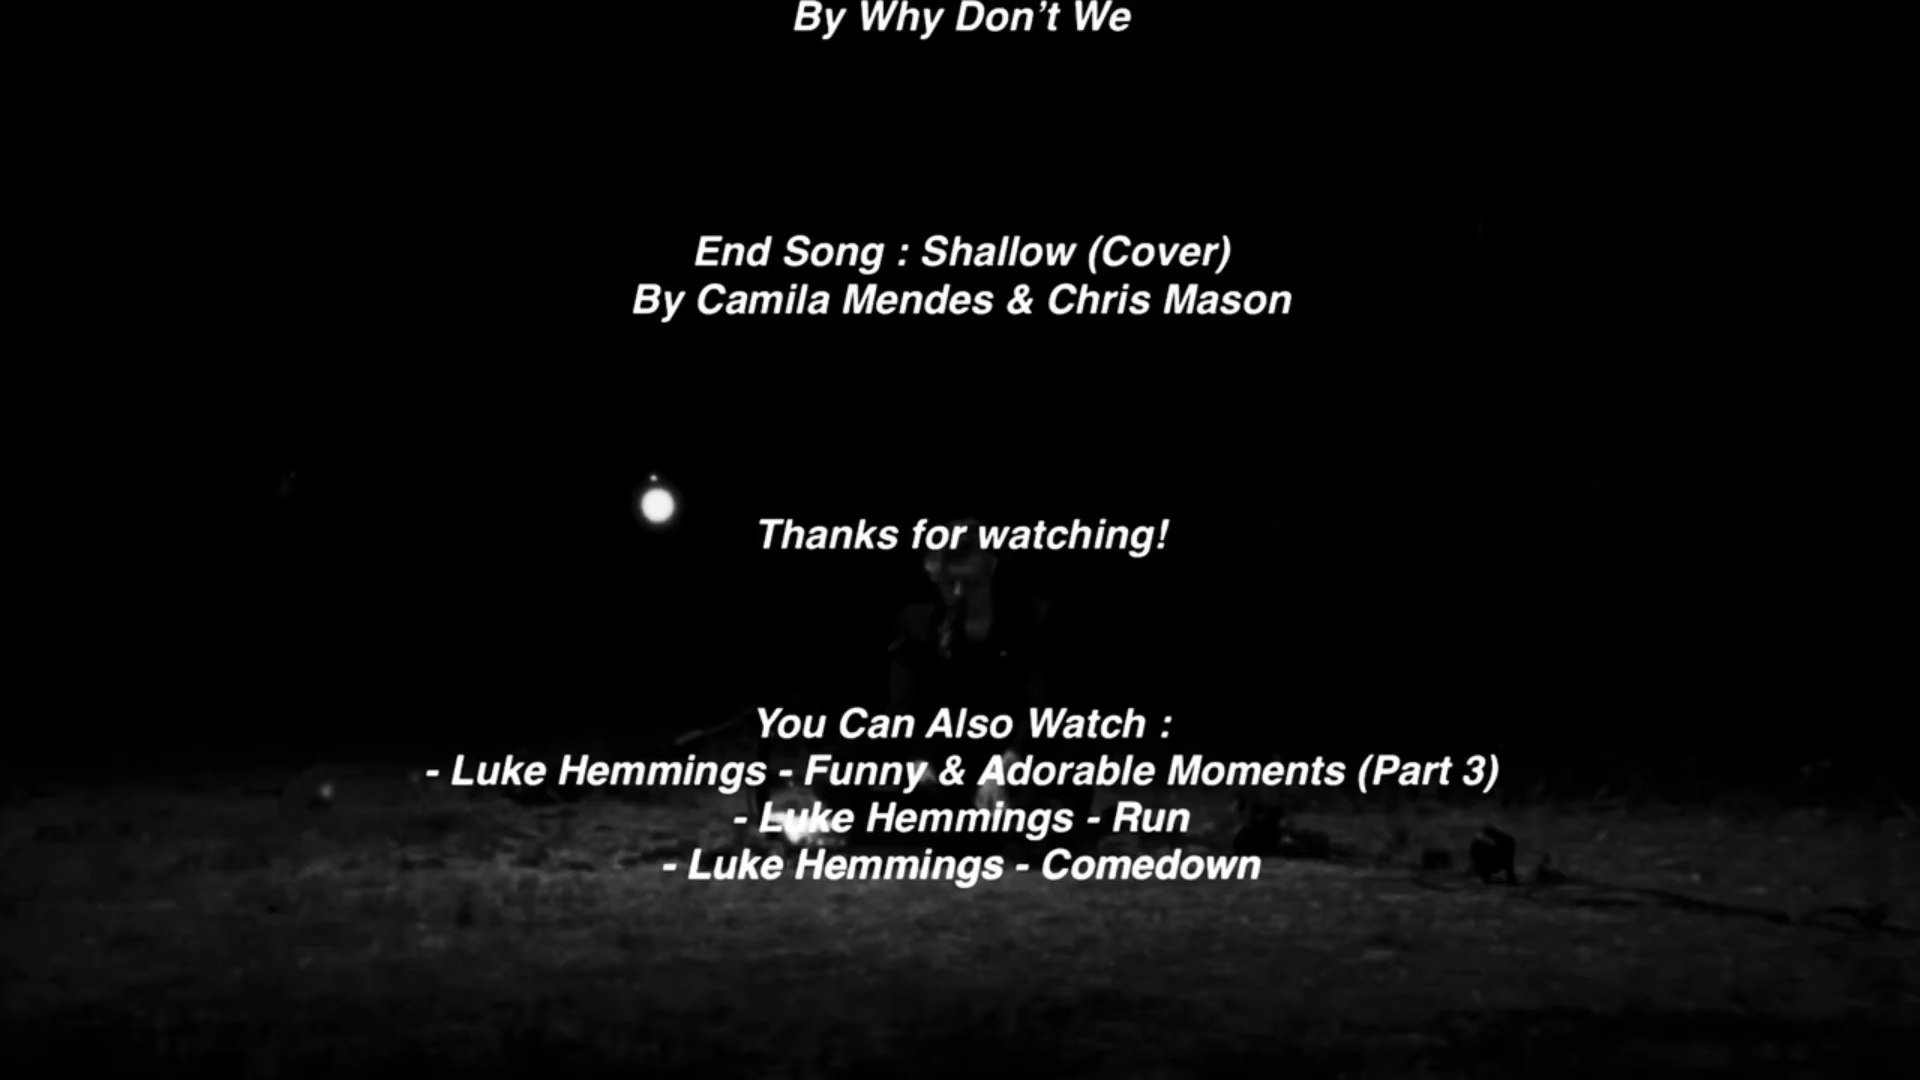 By Why Don't We
End Song : Shallow (Cover)
By Camila Mendes & Chris Mason
Thanks for watching!
You Can Also Watch :
- Luke Hemmings - Funny & Adorable Moments (Part 3)
- Luke Hemmings - Run
- Luke Hemmings - Comedown